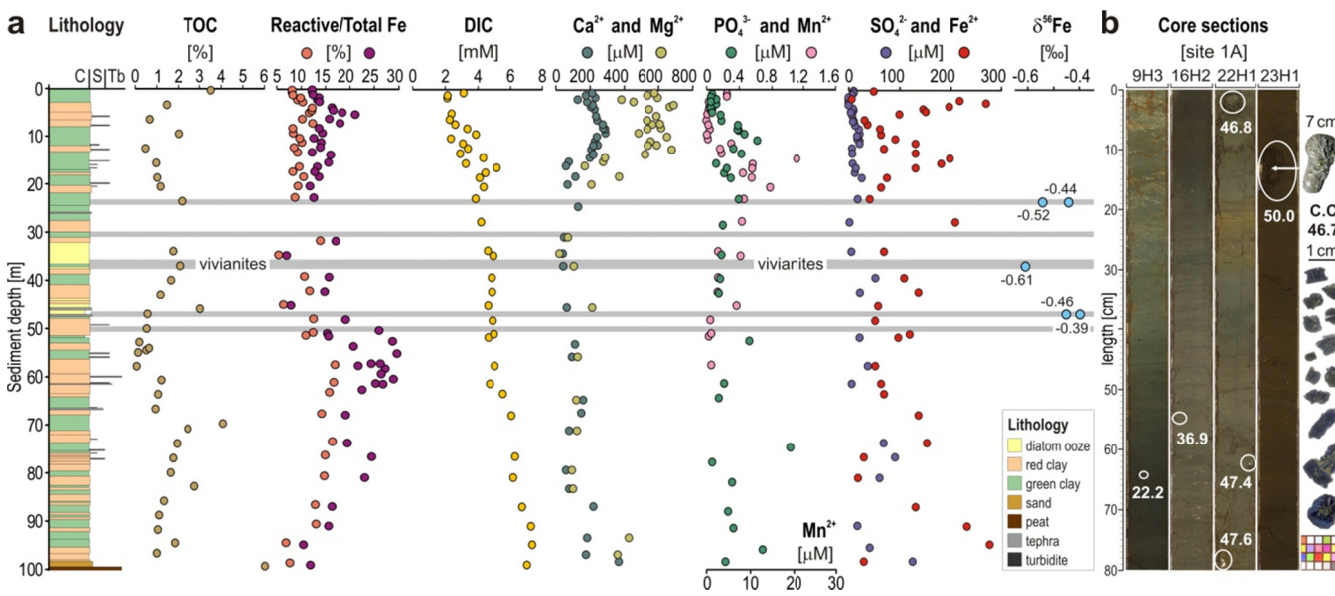 a
Lithology
TOC
Reactive/Total Fe
DIC
Ca²⁺ and Mg²⁺
PO₄³⁻ and Mn²⁺
SO₄²⁻ and Fe²⁺
δ⁵⁶Fe
b
Core sections
[%]
[%]
[mM]
[µM]
[µM]
[µM]
[‰]
[site 1A]
C S Tb
0 1 2 3 4 5 6
5 10 15 20 25 30
0 2 4 6 8
0 200 400 600 800
0 0.4 0.8 1.2 1.6
0 100 200 300
-0.6 -0.4
9H3 16H2 22H1 23H1
Sediment depth [m]
0
10
20
30
40
50
60
70
80
90
100
vivianites
vivianites
-0.44
-0.52
-0.61
-0.46
-0.39
Lithology
diatom ooze
red clay
green clay
sand
peat
tephra
turbidite
Mn²⁺
[µM]
0 10 20 30
length [cm]
0
10
20
30
40
50
60
70
80
46.8
50.0
36.9
47.4
22.2
47.6
7 cm
C.C
46.7
1 cm